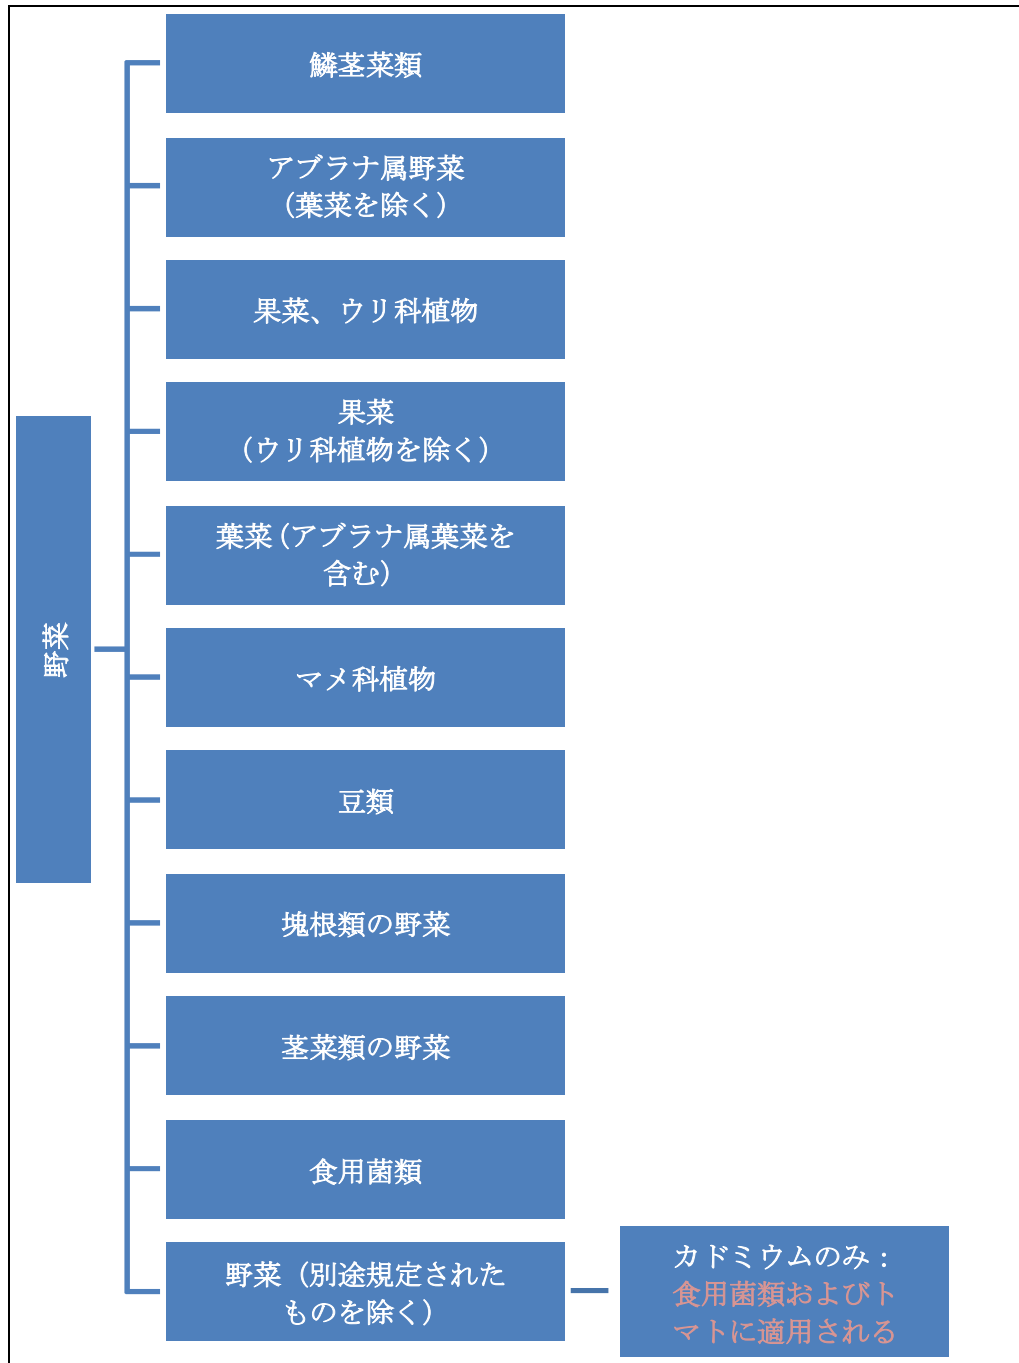 鱗茎菜類
アブラナ属野菜
（葉菜を除く）
果菜、ウリ科植物
果菜
（ウリ科植物を除く）
葉菜（アブラナ属葉菜を
含む）
野菜
マメ科植物
豆類
塊根類の野菜
茎菜類の野菜
食用菌類
野菜（別途規定された
ものを除く）
カドミウムのみ：
食用菌類およびト
マトに適用される